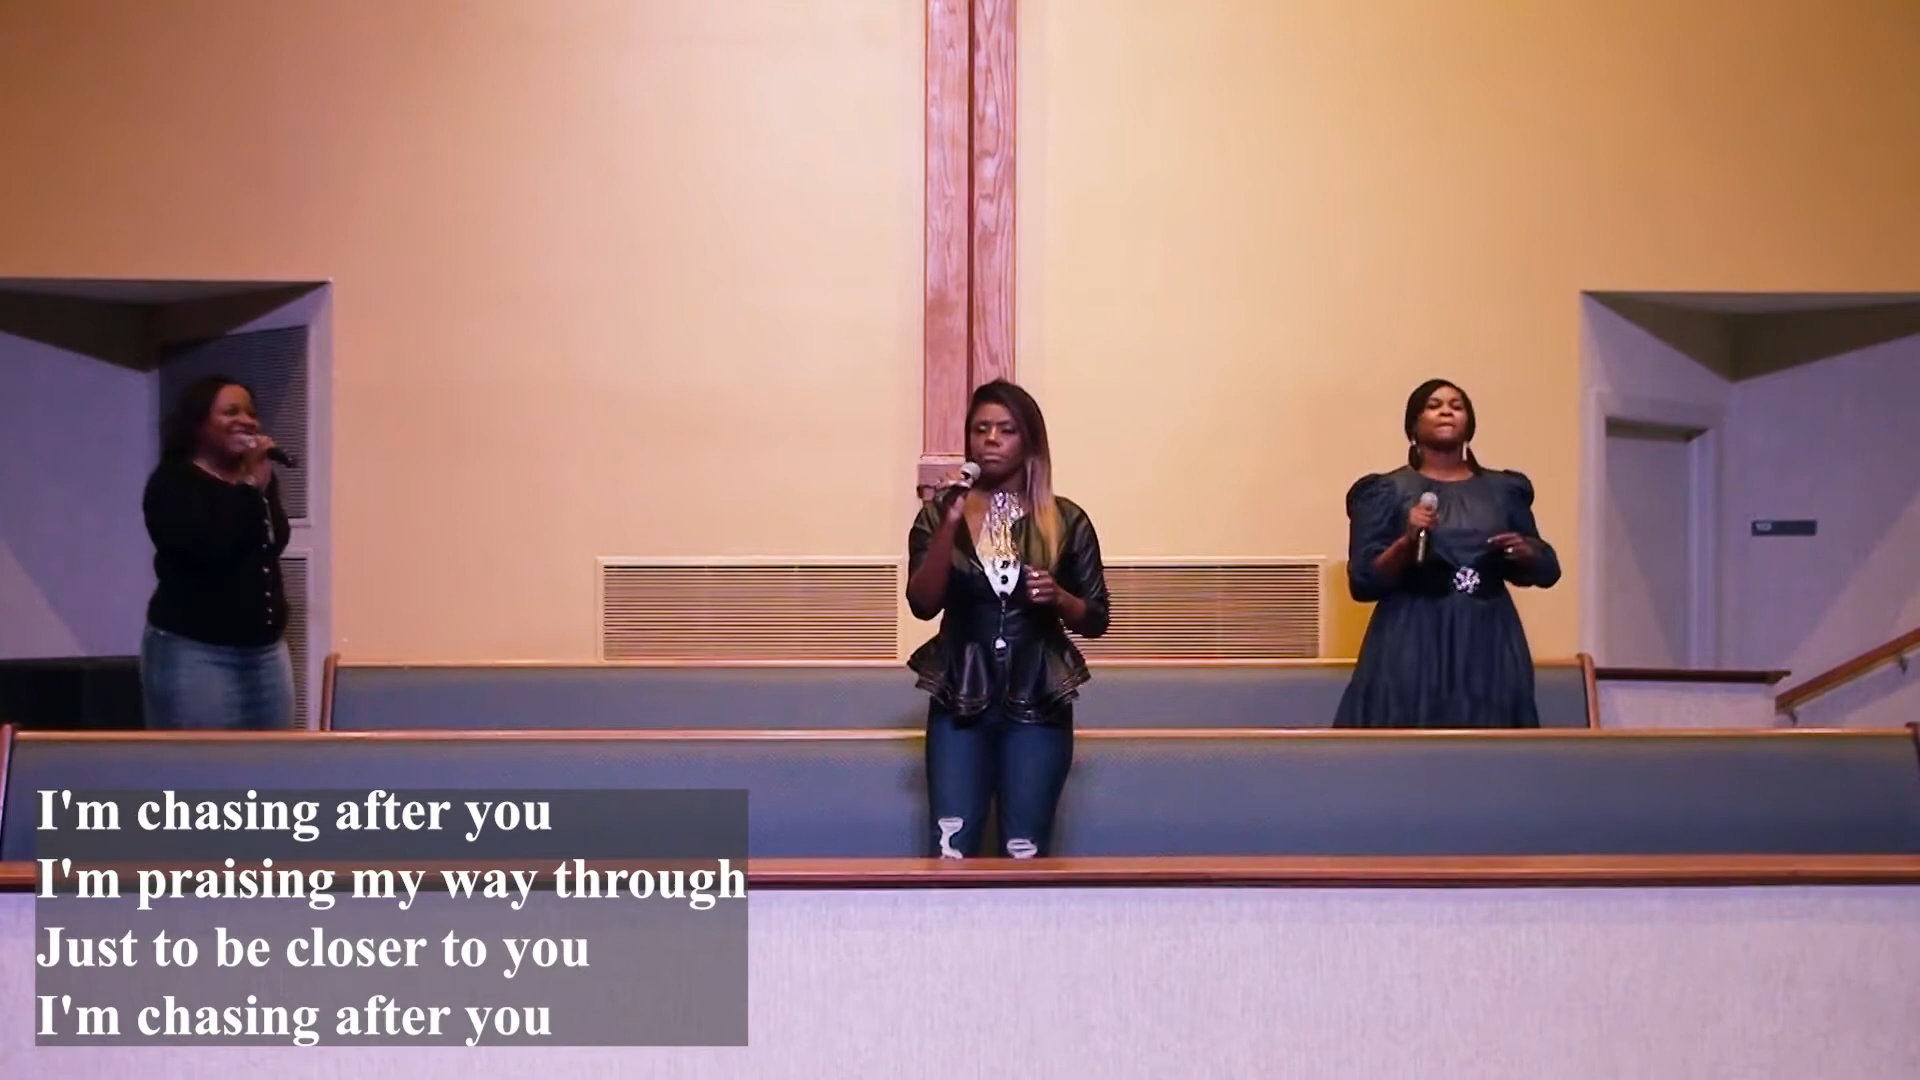 I'm chasing after you
I'm praising my way through
Just to be closer to you
I'm chasing after you